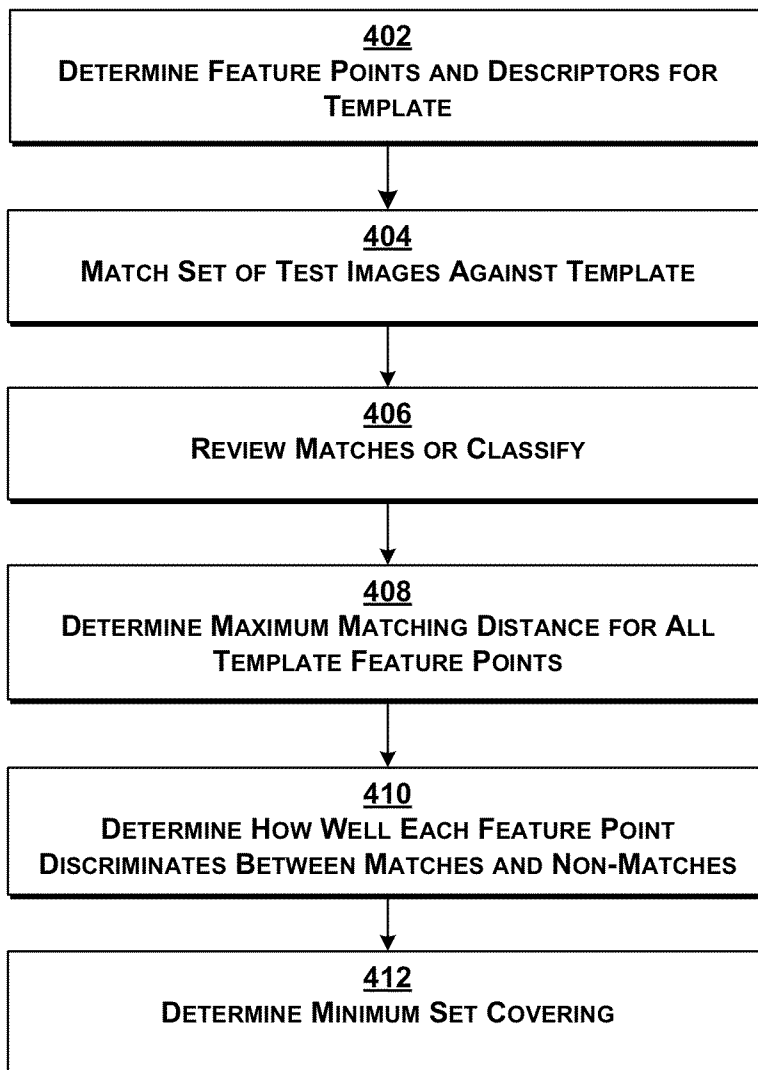 402
DETERMINE FEATURE POINTS AND DESCRIPTORS FOR
TEMPLATE
404
MATCH SET OF TEST IMAGES AGAINST TEMPLATE
406
REVIEW MATCHES OR CLASSIFY
408
DETERMINE MAXIMUM MATCHING DISTANCE FOR ALL
TEMPLATE FEATURE POINTS
410
DETERMINE HOW WELL EACH FEATURE POINT
DISCRIMINATES BETWEEN MATCHES AND NON-MATCHES
412
DETERMINE MINIMUM SET COVERING